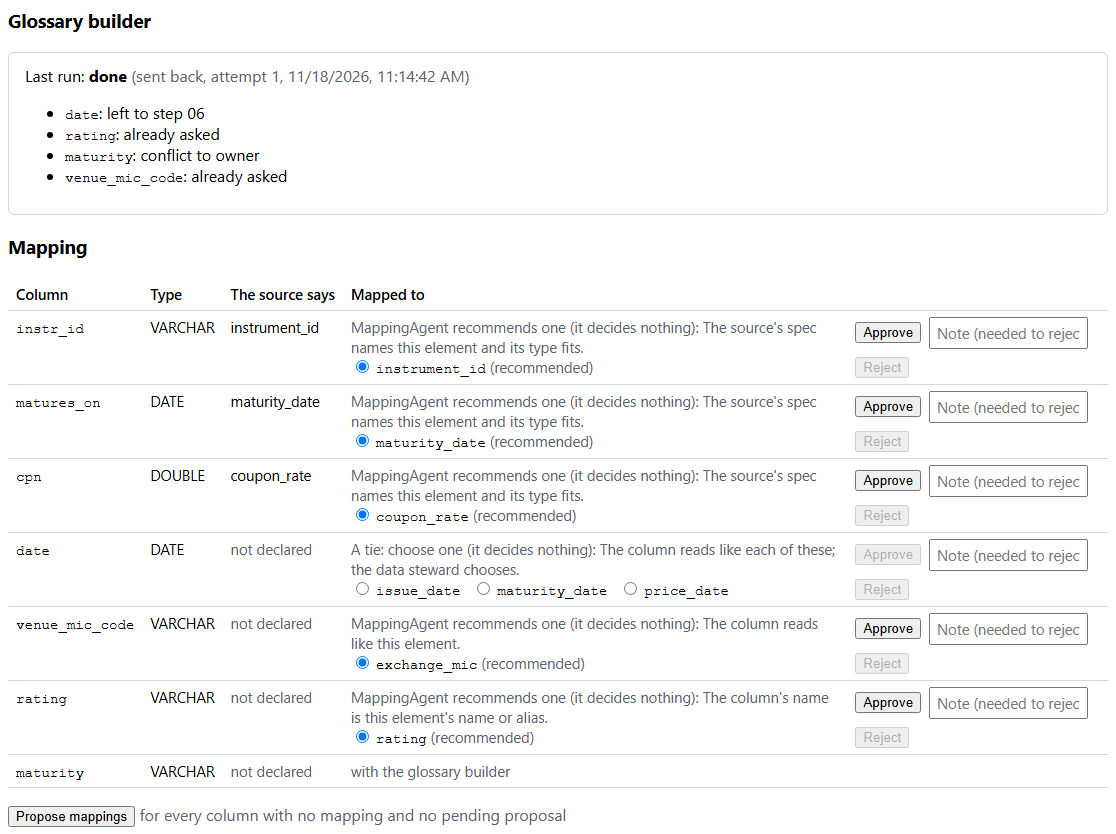 Glossary builder
Last run: done (sent back, attempt 1, 11/18/2026, 11:14:42 AM)
date: left to step 06
rating: already asked
maturity: conflict to owner
venue_mic_code: already asked
Mapping
Column Type The source says Mapped to
instr_id VARCHAR instrument_id MappingAgent recommends one (it decides nothing): The source's spec Approve Note (needed to rejec
names this element and its type fits.
instrument_id (recommended) Reject
matures_on DATE maturity_date MappingAgent recommends one (it decides nothing): The source's spec Approve Note (needed to rejec
names this element and its type fits.
maturity_date (recommended) Reject
cpn DOUBLE coupon_rate MappingAgent recommends one (it decides nothing): The source's spec Approve Note (needed to rejec
names this element and its type fits.
coupon_rate (recommended) Reject
date DATE not declared A tie: choose one (it decides nothing): The column reads like each of these; Approve Note (needed to rejec
the data steward chooses.
issue_date maturity_date price_date Reject
venue_mic_code VARCHAR not declared MappingAgent recommends one (it decides nothing): The column reads Approve Note (needed to rejec
like this element.
exchange_mic (recommended) Reject
rating VARCHAR not declared MappingAgent recommends one (it decides nothing): The column's name Approve Note (needed to rejec
is this element's name or alias.
rating (recommended) Reject
maturity VARCHAR not declared with the glossary builder
Propose mappings for every column with no mapping and no pending proposal